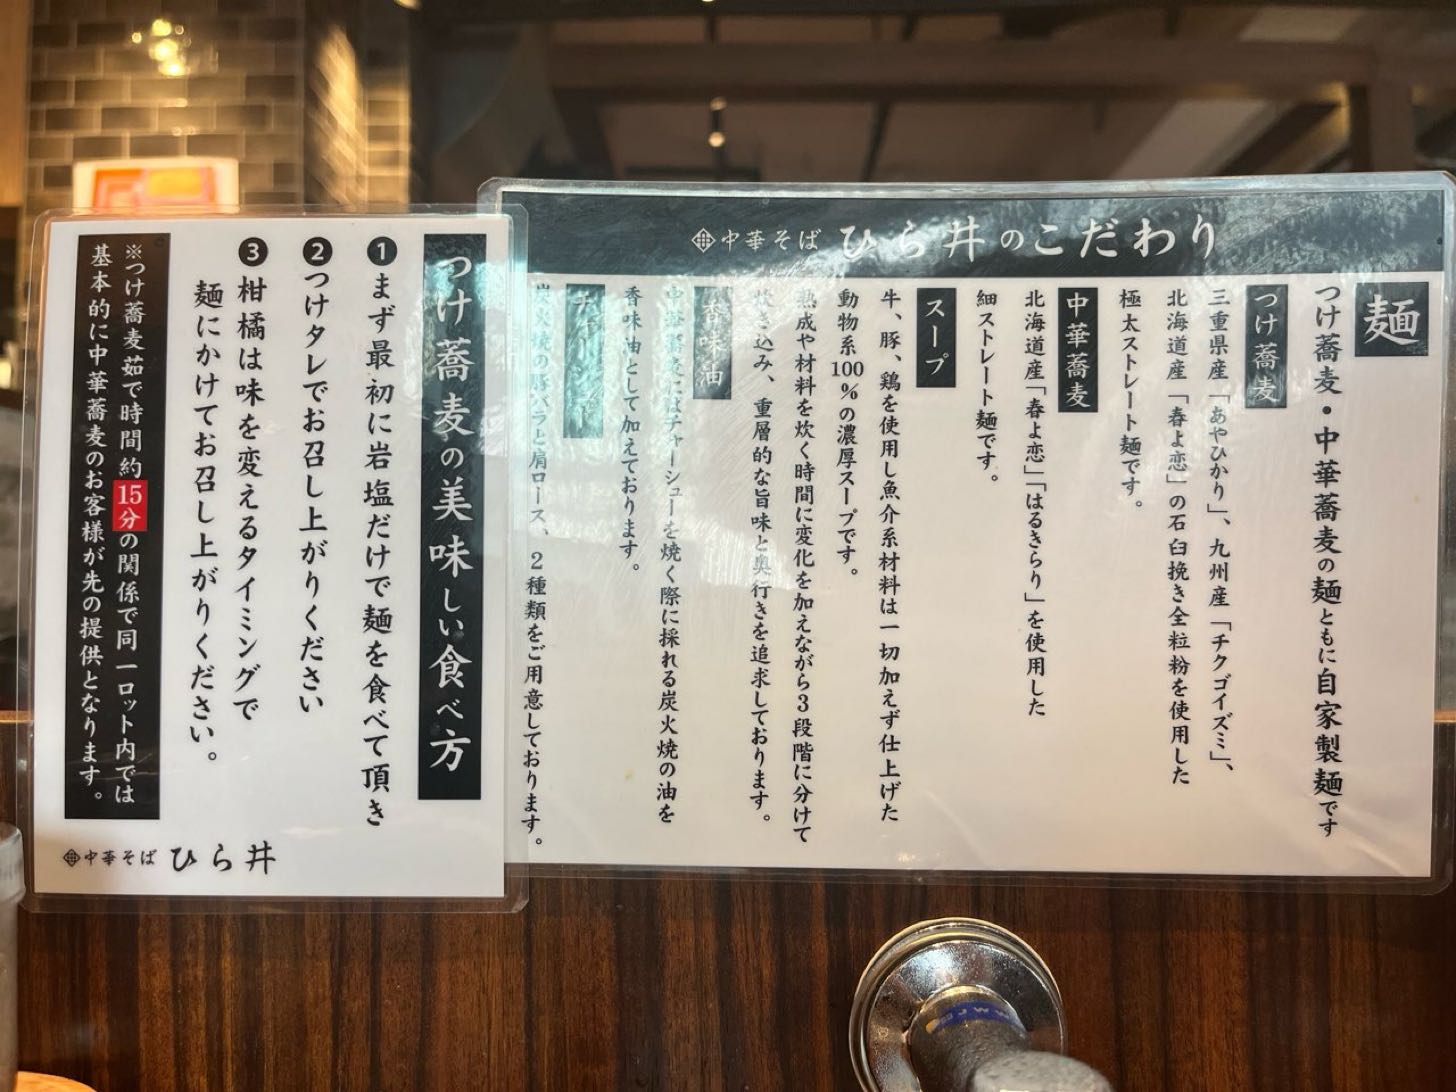 つけ蕎麦の美味しい食べ方
❶まず最初に岩塩だけで麺を食べて頂き
❷つけタレでお召し上がりください
❸柑橘は味を変えるタイミングで
麺にかけてお召し上がりください。
※つけ蕎麦茹で時間約15分の関係で同一ロット内では
基本的に中華蕎麦のお客様が先の提供となります。
中華そば ひら井
中華そば ひら井のこだわり
麺
つけ蕎麦・中華蕎麦の麺ともに自家製麺です
つけ蕎麦
三重県産「あやひかり」、九州産「チクゴイズミ」、
北海道産「春よ恋」の石臼挽き全粒粉を使用した
極太ストレート麺です。
中華蕎麦
北海道産「春よ恋」「はるきらり」を使用した
細ストレート麺です。
スープ
牛、豚、鶏を使用し魚介系材料は一切加えず仕上げた
動物系100%の濃厚スープです。
熟成や材料を炊く時間に変化を加えながら3段階に分けて
炊き込み、重層的な旨味と奥行きを追求しております。
香味油
中華蕎麦にはチャーシューを焼く際に採れる炭火焼の油を
香味油として加えております。
チャーシュー
炭火焼の豚バラと肩ロース、2種類をご用意しております。